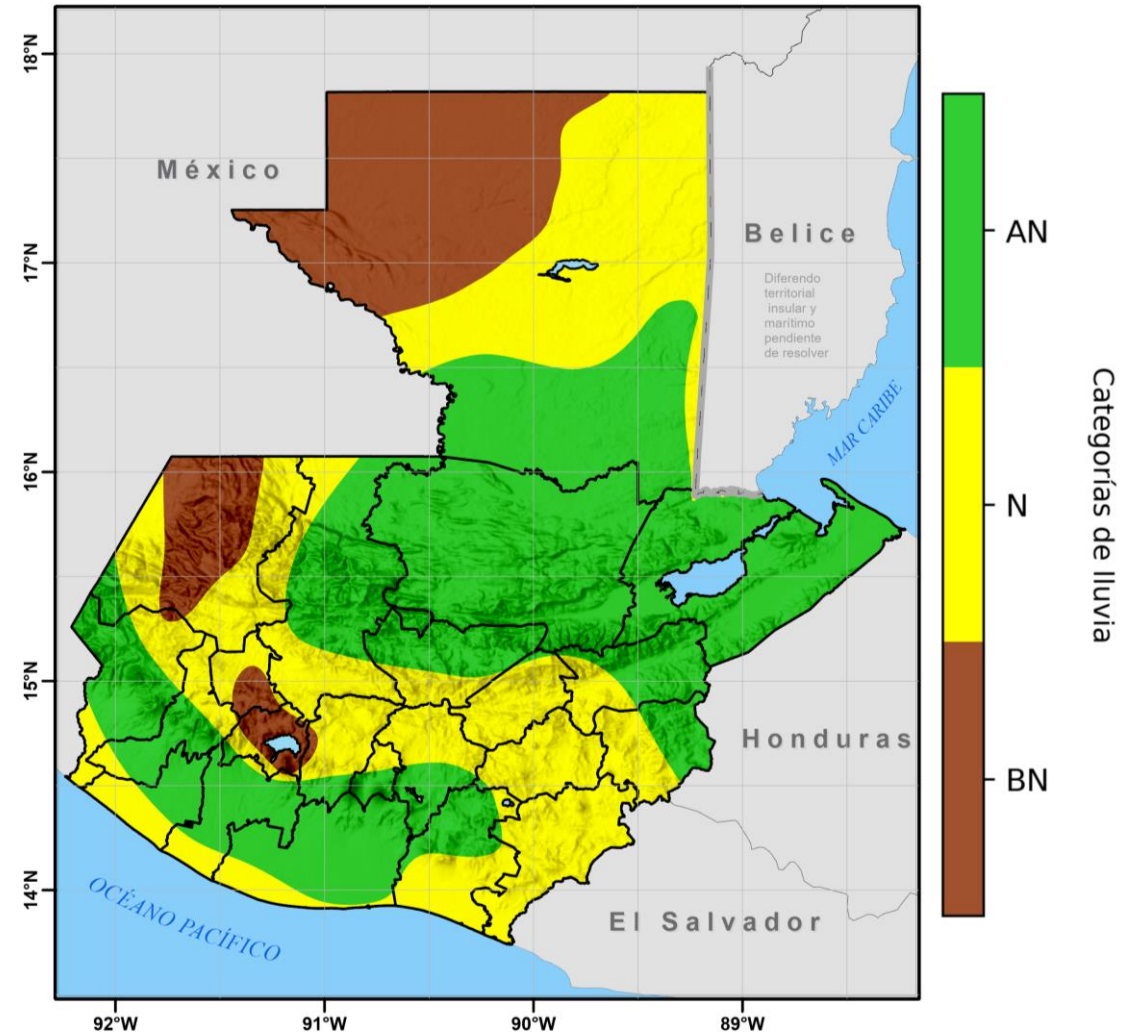 18°N
17°N
16°N
15°N
14°N
92°W
91°W
90°W
89°W
México
Belice
Diferendo
territorial
insular y
marítimo
pendiente
de resolver
MAR CARIBE
Honduras
El Salvador
OCÉANO PACÍFICO
AN
N
BN
Categorías de lluvia